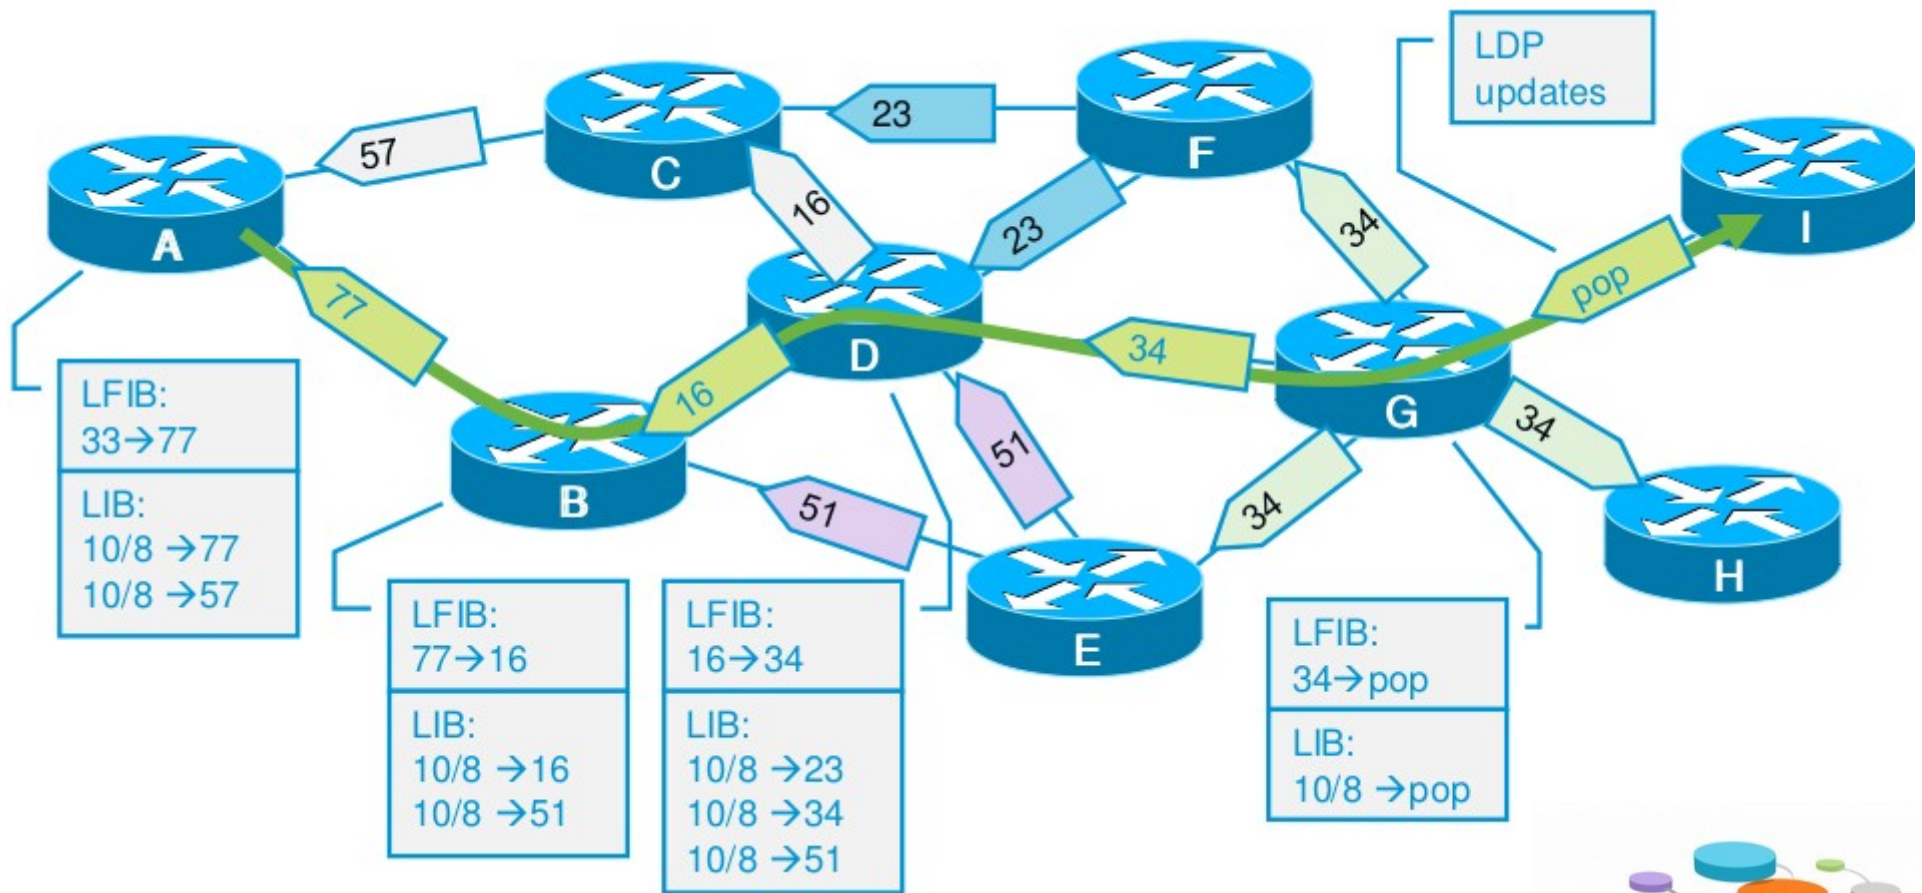 LDP
updates
57
C
23
F
A
16
23
34
I
pop
77
16
D
34
G
34
B
51
51
34
E
H
LFIB:
33→77
LIB:
10/8 →77
10/8 →57
LFIB:
77→16
LIB:
10/8 →16
10/8 →51
LFIB:
16→34
LIB:
10/8 →23
10/8 →34
10/8 →51
LFIB:
34→pop
LIB:
10/8 →pop